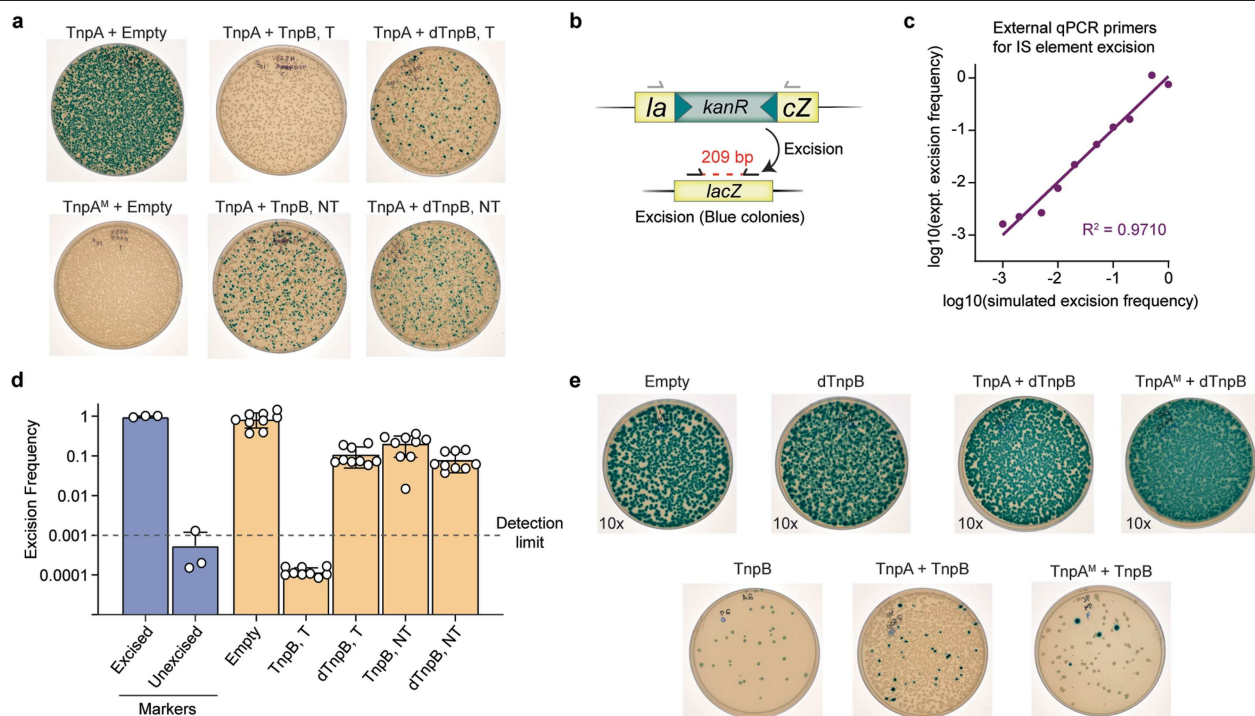 a
TnpA + Empty
TnpA + TnpB, T
TnpA + dTnpB, T
TnpAᴹ + Empty
TnpA + TnpB, NT
TnpA + dTnpB, NT
b
la
kanR
cZ
Excision
209 bp
lacZ
Excision (Blue colonies)
c
External qPCR primers
for IS element excision
log10(expt. excision frequency)
0
-1
-2
-3
R² = 0.9710
-3
-2
-1
0
log10(simulated excision frequency)
d
Excision Frequency
1
0.1
0.01
0.001
0.0001
Detection
limit
Excised
Unexcised
Empty
TnpB, T
dTnpB, T
TnpB, NT
dTnpB, NT
Markers
e
Empty
dTnpB
TnpA + dTnpB
TnpAᴹ + dTnpB
10x
10x
10x
10x
TnpB
TnpA + TnpB
TnpAᴹ + TnpB